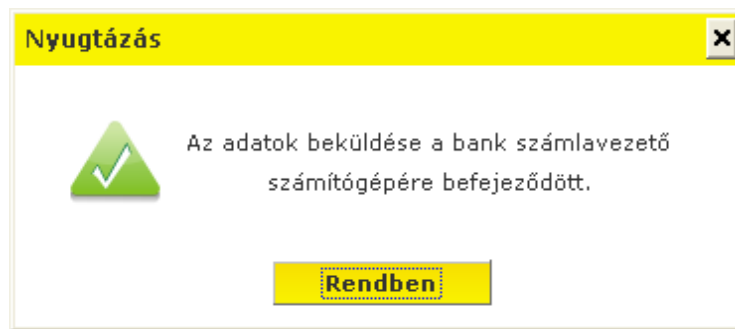 Nyugtázás
Az adatok beküldése a bank számlavezető
számítógépére befejeződött.
Rendben